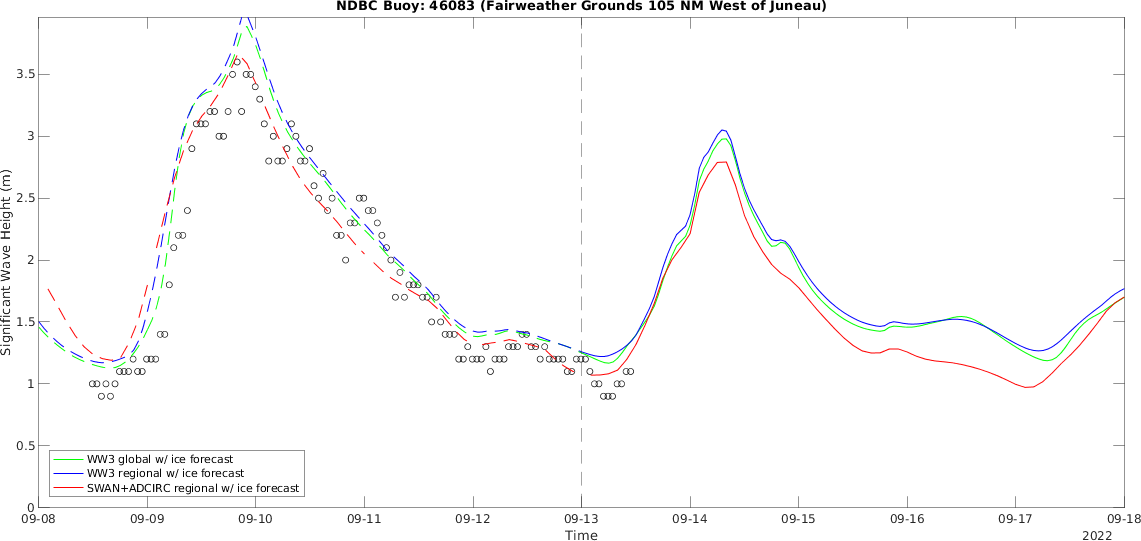 NDBC Buoy: 46083 (Fairweather Grounds 105 NM West of Juneau)
Significant Wave Height (m)
3.5
3
2.5
2
1.5
1
0.5
0
WW3 global w/ ice forecast
WW3 regional w/ ice forecast
SWAN+ADCIRC regional w/ ice forecast
09-08 09-09 09-10 09-11 09-12 09-13 09-14 09-15 09-16 09-17 09-18
Time
2022